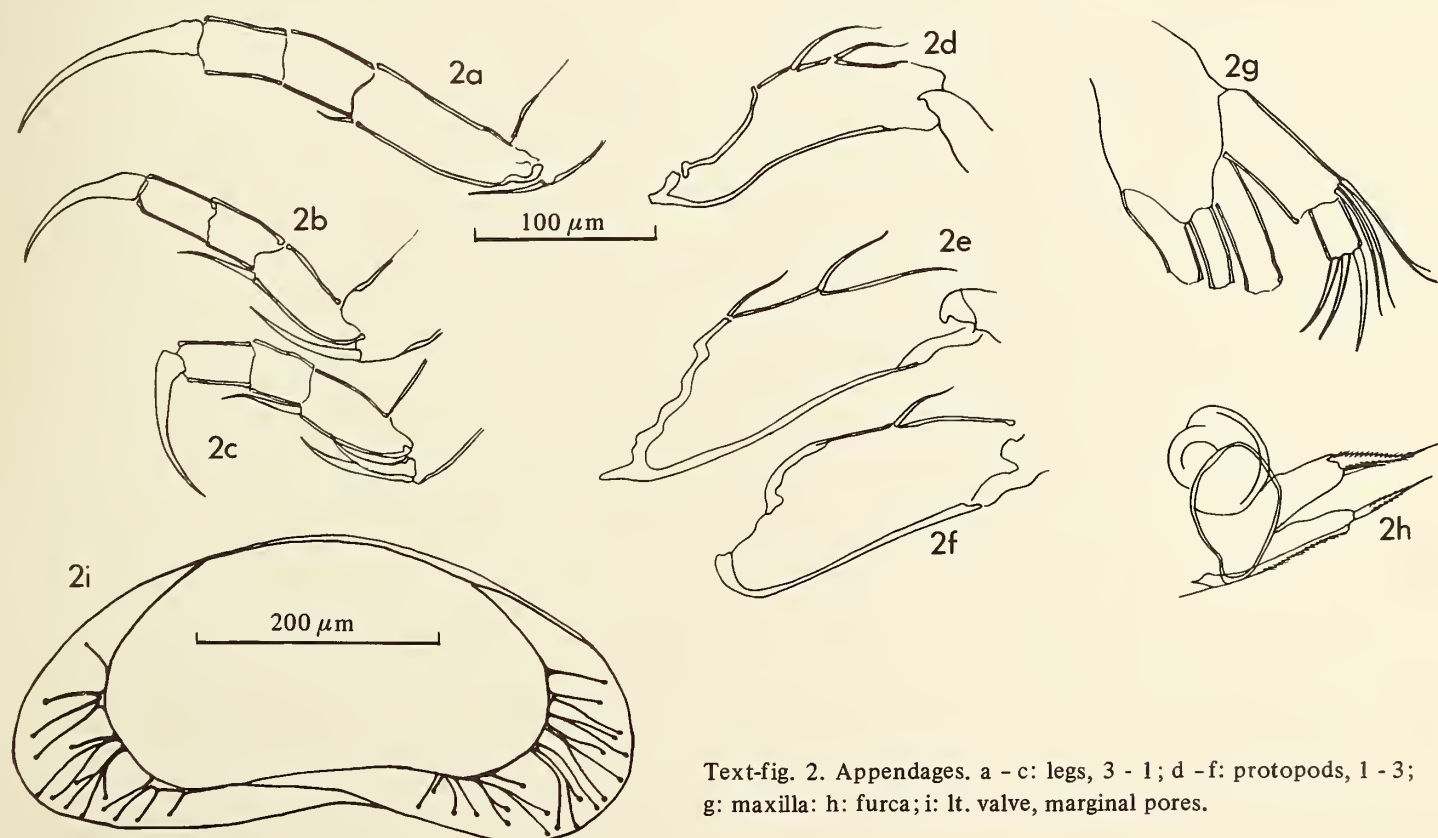 2a
2d
2g
2b
100 μm
2e
2c
2f
2h
2i
200 μm
Text-fig. 2. Appendages. a - c: legs, 3 - 1; d - f: protopods, 1 - 3;
g: maxilla: h: furca; i: lt. valve, marginal pores.